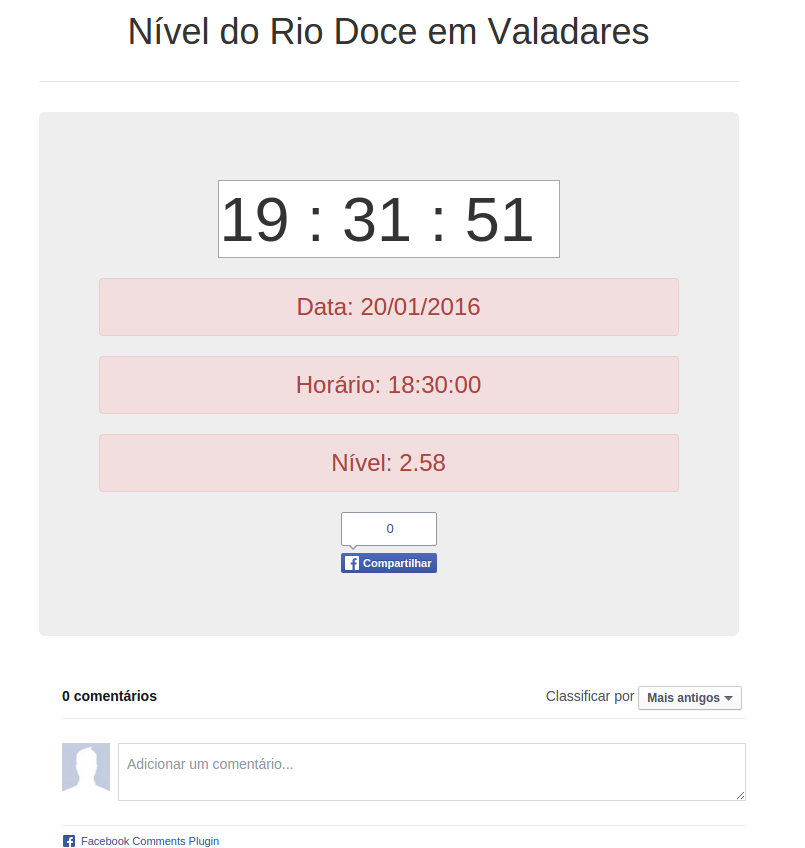 Nível do Rio Doce em Valadares
19 : 31 : 51
Data: 20/01/2016
Horário: 18:30:00
Nível: 2.58
0
Compartilhar
0 comentários
Classificar por Mais antigos
Adicionar um comentário...
Facebook Comments Plugin